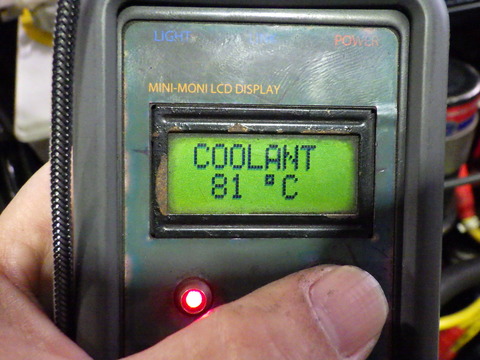 LIGHT POWER
MINI-MONI LCD DISPLAY
COOLANT
81 °C